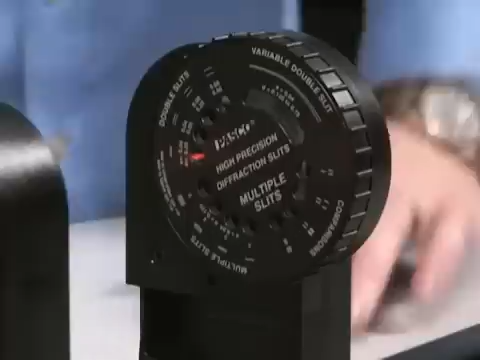 VARIABLE DOUBLE SLIT
DOUBLE SLITS
PASCO
HIGH PRECISION
DIFFRACTION SLITS
MULTIPLE
SLITS
COMPARISONS
MULTIPLE SLITS